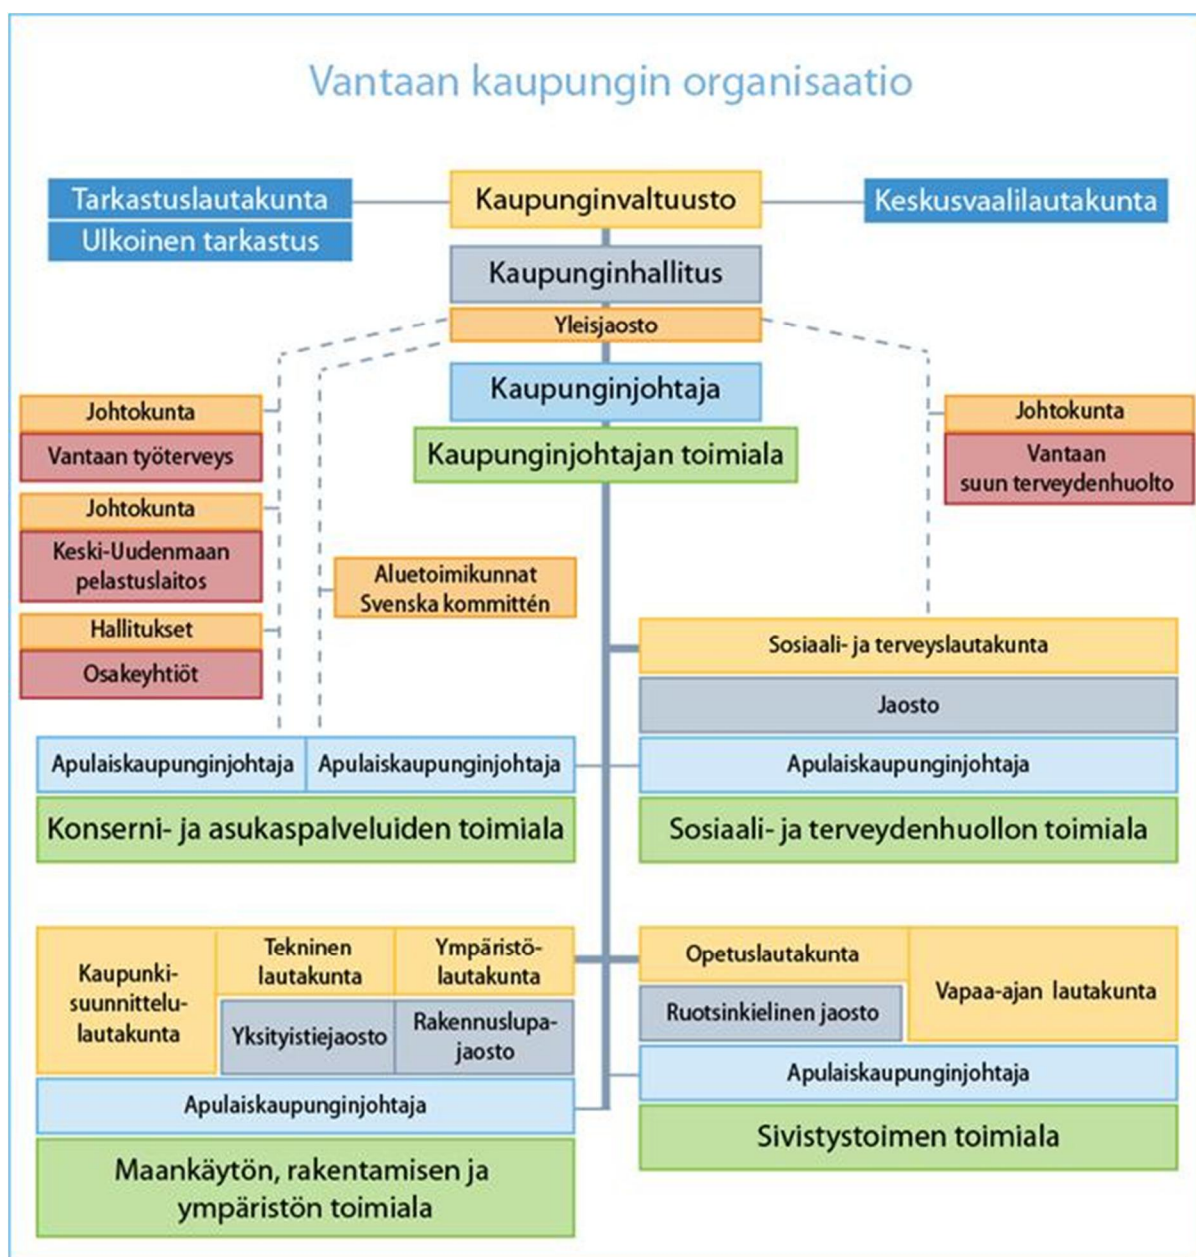 Vantaan kaupungin organisaatio
Tarkastuslautakunta
Ulkoinen tarkastus
Kaupunginvaltuusto
Keskusvaalilautakunta
Kaupunginhallitus
Yleisjaosto
Kaupunginjohtaja
Kaupunginjohtajan toimiala
Johtokunta
Vantaan työterveys
Johtokunta
Keski-Uudenmaan
pelastuslaitos
Hallitukset
Osakeyhtiöt
Aluetoimikunnat
Svenska kommittén
Johtokunta
Vantaan
suun terveydenhuolto
Sosiaali- ja terveyslautakunta
Jaosto
Apulaiskaupunginjohtaja
Sosiaali- ja terveydenhuollon toimiala
Apulaiskaupunginjohtaja
Apulaiskaupunginjohtaja
Konserni- ja asukaspalveluiden toimiala
Kaupunki-
suunnittelu-
lautakunta
Tekninen
lautakunta
Yksityistiejaosto
Ympäristö-
lautakunta
Rakennuslupa-
jaosto
Apulaiskaupunginjohtaja
Maankäytön, rakentamisen ja
ympäristön toimiala
Opetuslautakunta
Ruotsinkielinen jaosto
Vapaa-ajan lautakunta
Apulaiskaupunginjohtaja
Sivistystoimen toimiala